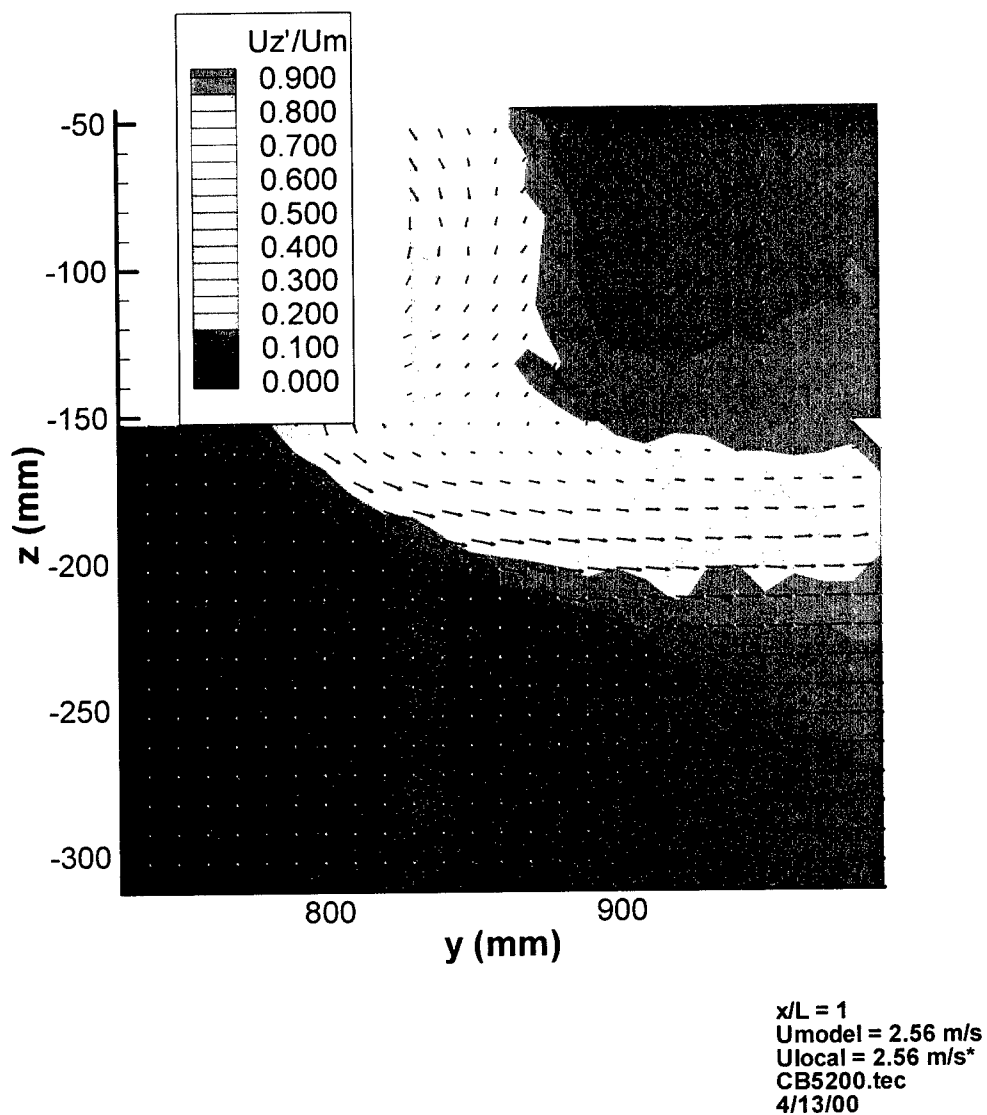 Uz'/Um
0.900
0.800
0.700
0.600
0.500
0.400
0.300
0.200
0.100
0.000
-50
-100
-150
-200
-250
-300
z (mm)
800 900
y (mm)
x/L = 1
Umodel = 2.56 m/s
Ulocal = 2.56 m/s*
CB5200.tec
4/13/00